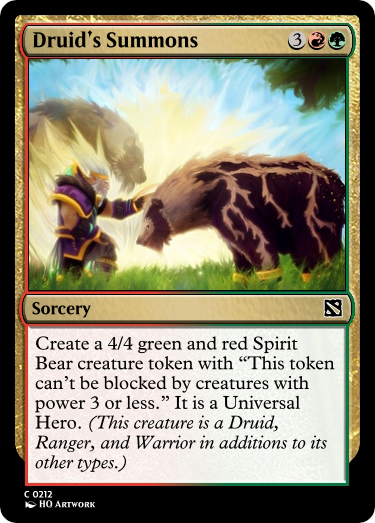 Druid's Summons 3
Sorcery
Create a 4/4 green and red Spirit
Bear creature token with “This token
can't be blocked by creatures with
power 3 or less.” It is a Universal
Hero. (This creature is a Druid,
Ranger, and Warrior in additions to its
other types.)
C 0212
HQ Artwork